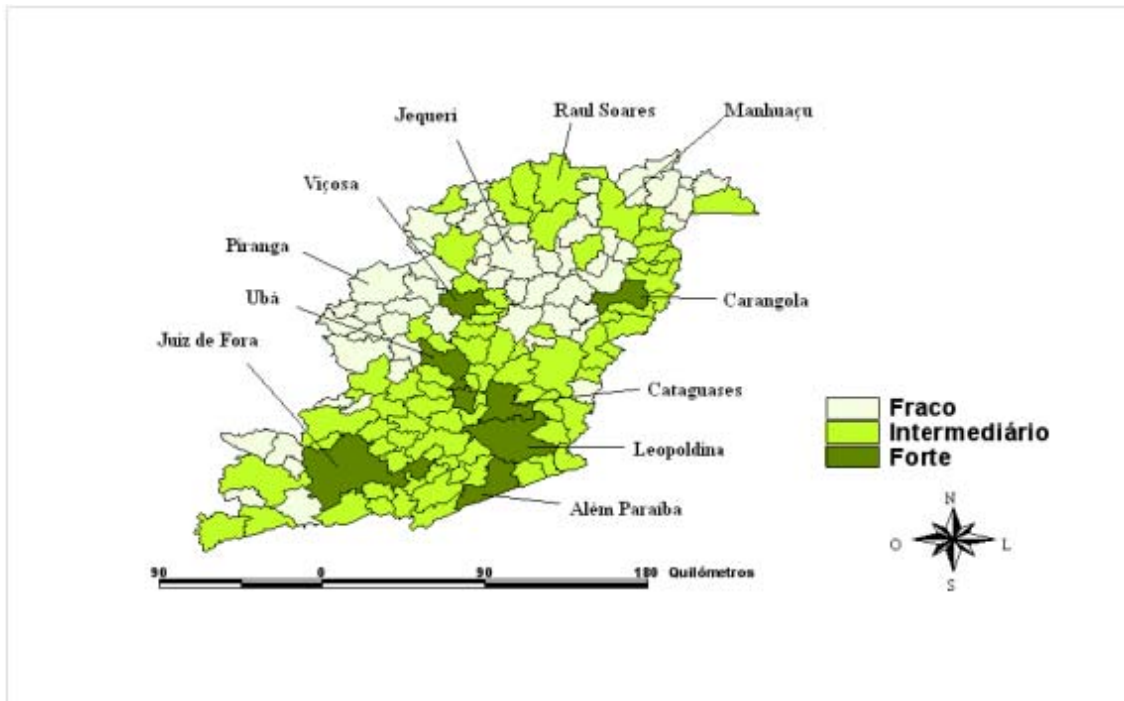 Raul Soares
Manhuaçu
Jequeri
Viçosa
Piranga
Ubá
Carangola
Juiz de Fora
Cataguases
Leopoldina
Além Paraíba
Fraco
Intermediário
Forte
N
O L
S
90 0 90 180 Quilómetros